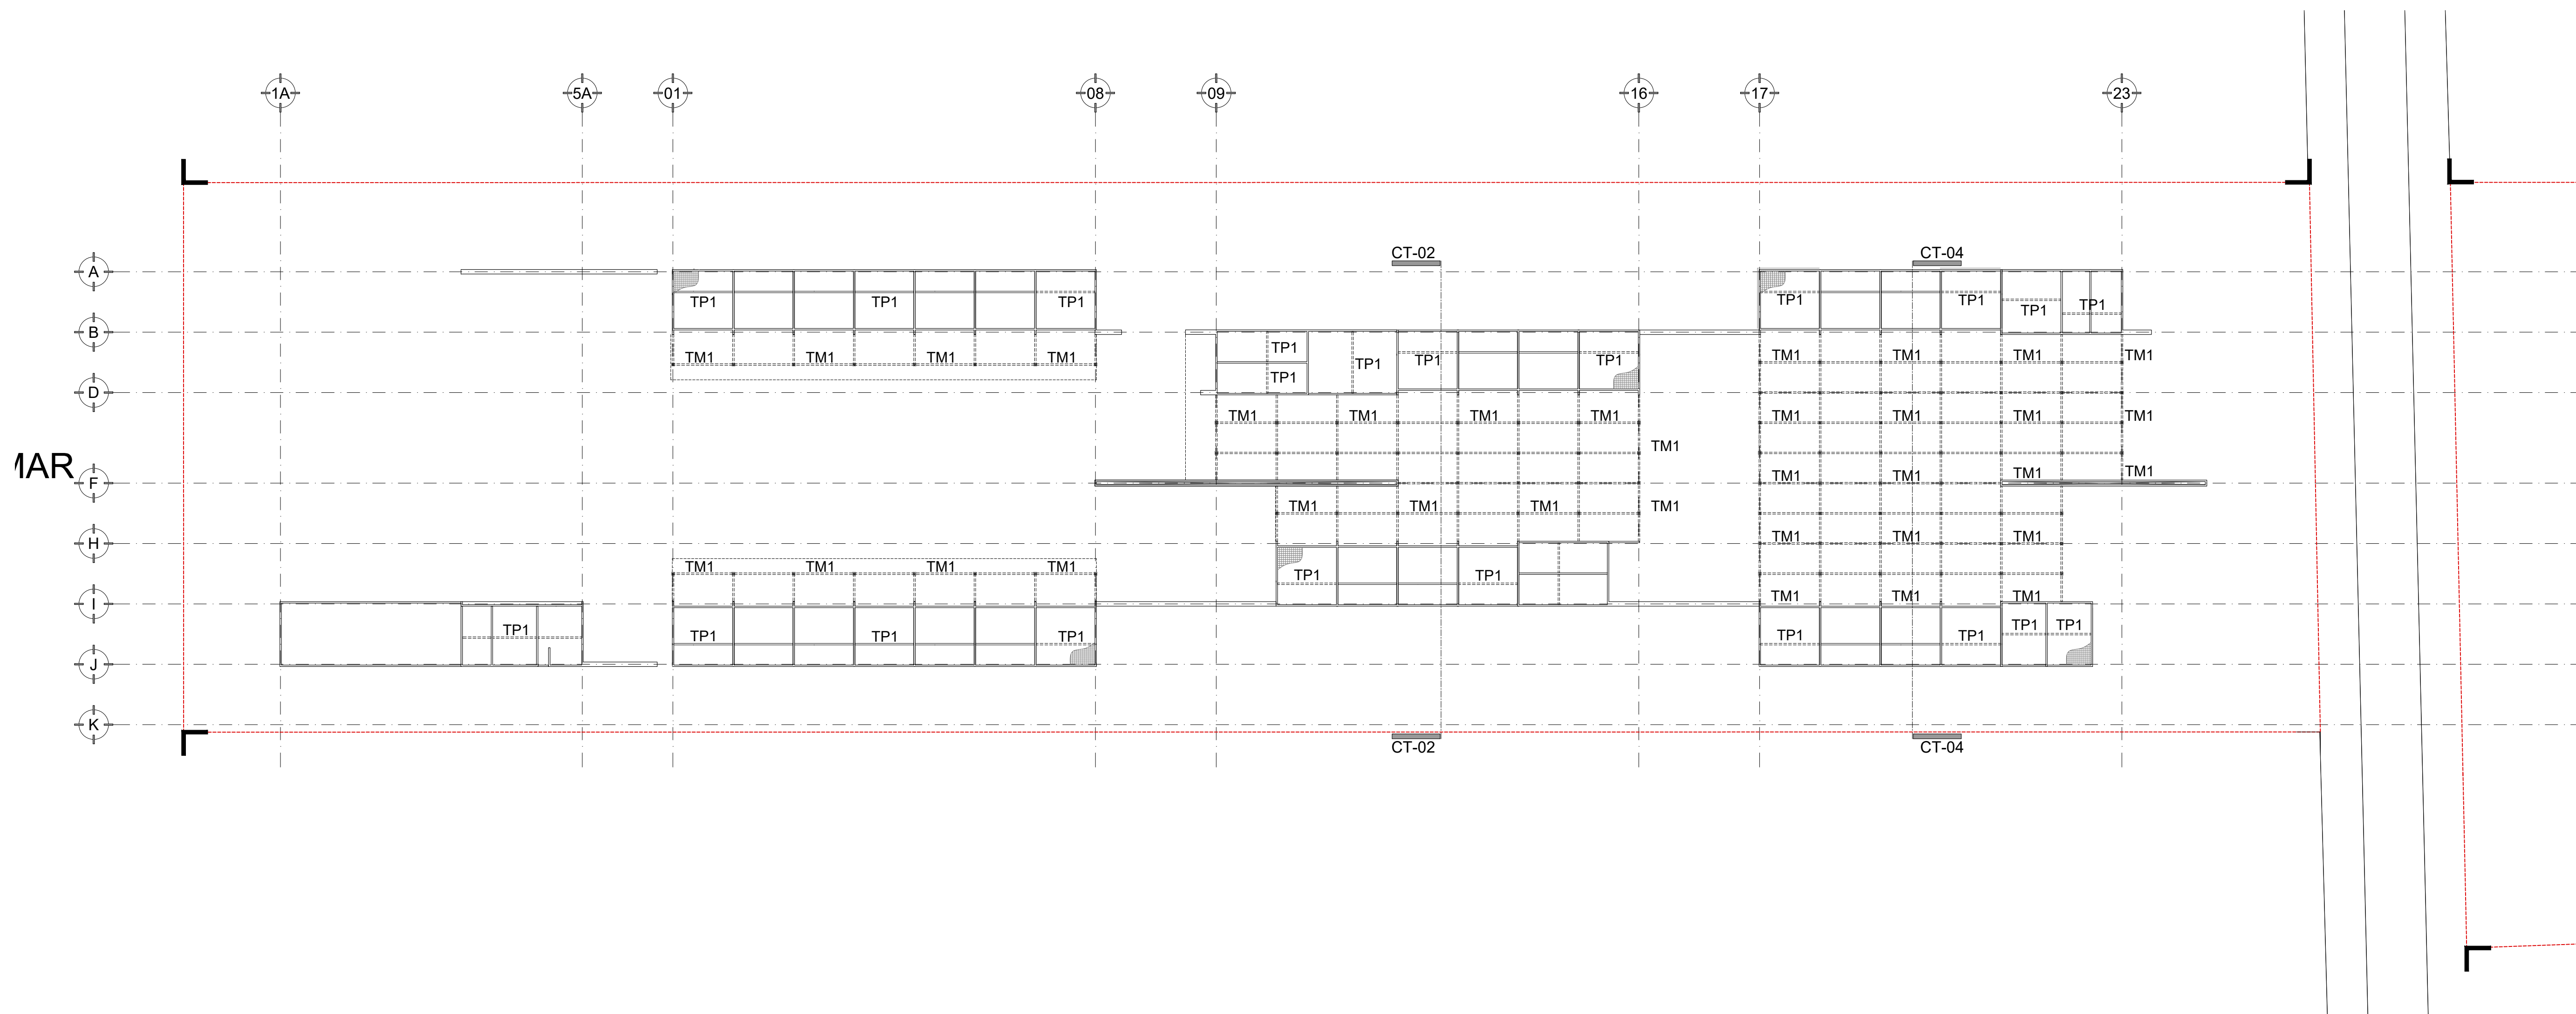 1A 5A 01 08 09 16 17 23
CT-02 CT-04
A
TP1 TP1 TP1 TP1 TP1 TP1 TP1
B
TP1 TP1 TP1 TP1
TM1 TM1 TM1 TM1 TM1 TM1 TM1 TM1
TP1
D
TM1 TM1 TM1 TM1 TM1 TM1 TM1 TM1
TM1
MAR
F
TM1 TM1 TM1 TM1
TM1 TM1 TM1 TM1
H
TM1 TM1 TM1
TM1 TM1 TM1 TM1
TP1 TP1
I
TM1 TM1 TM1
TP1 TP1 TP1 TP1 TP1 TP1 TP1 TP1
J
K
CT-02 CT-04